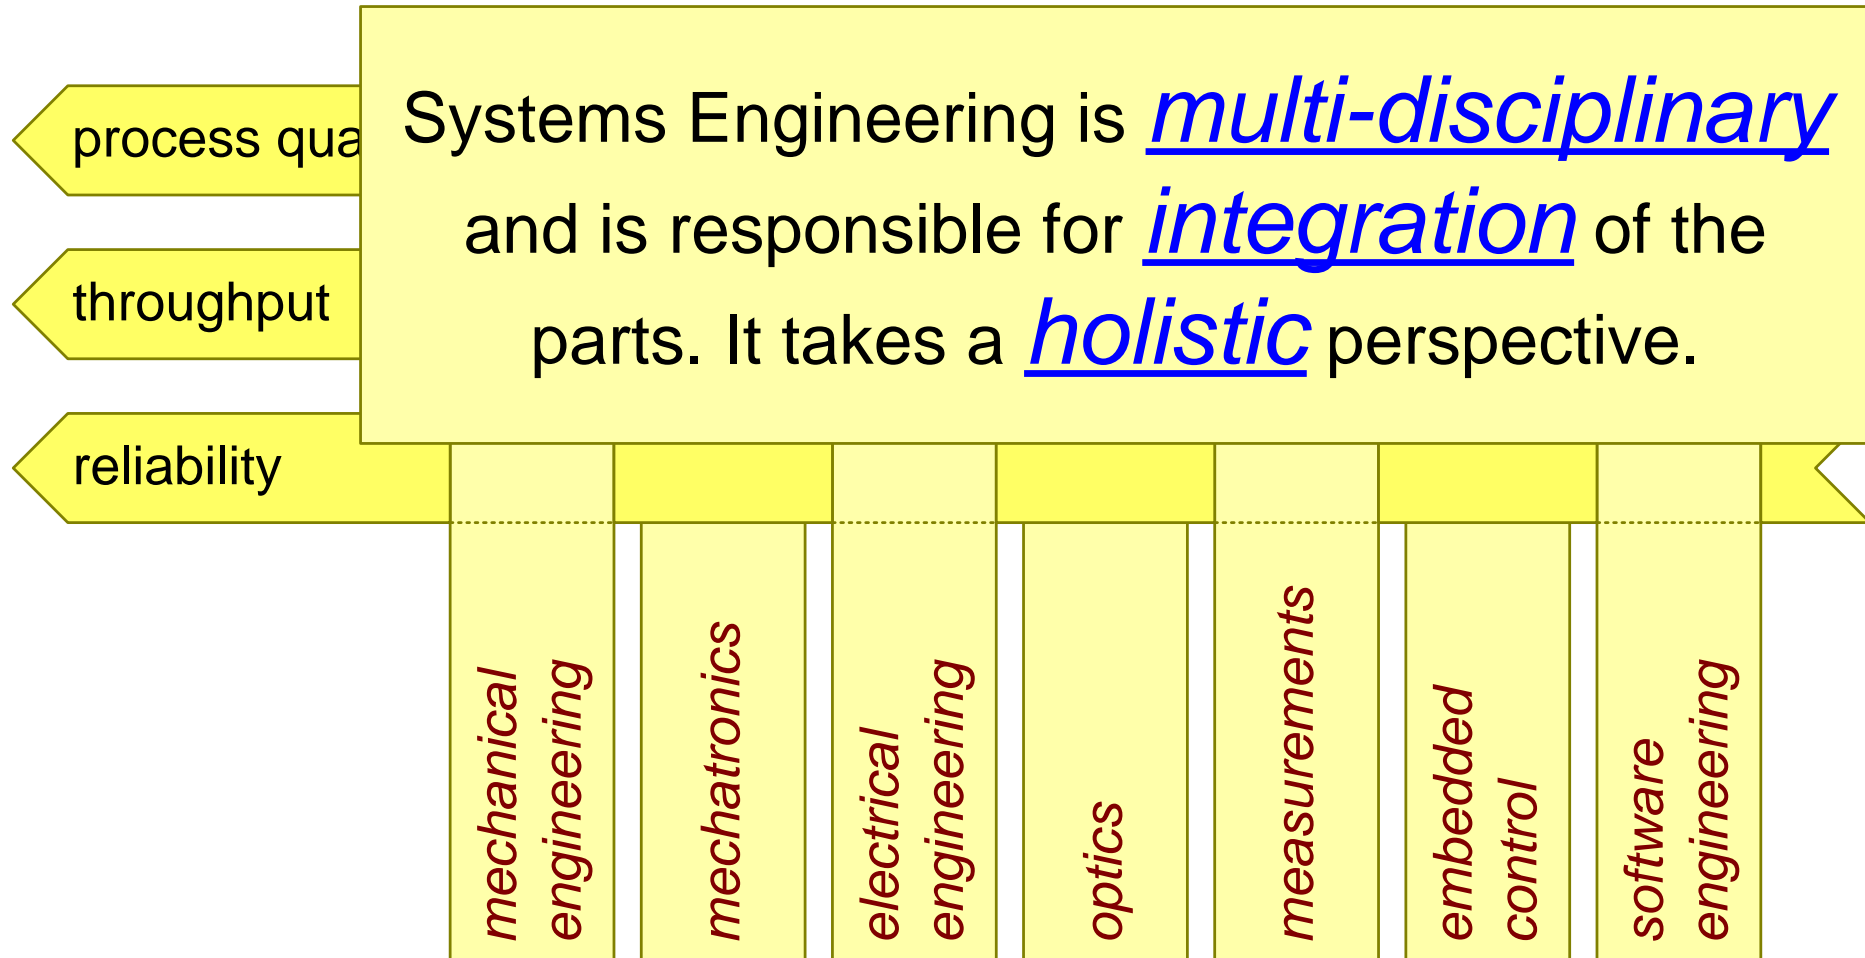 Systems Engineering is multi-disciplinary
and is responsible for integration of the
parts. It takes a holistic perspective.
process qua
throughput
reliability
mechanical
engineering
mechatronics
electrical
engineering
optics
measurements
embedded
control
software
engineering